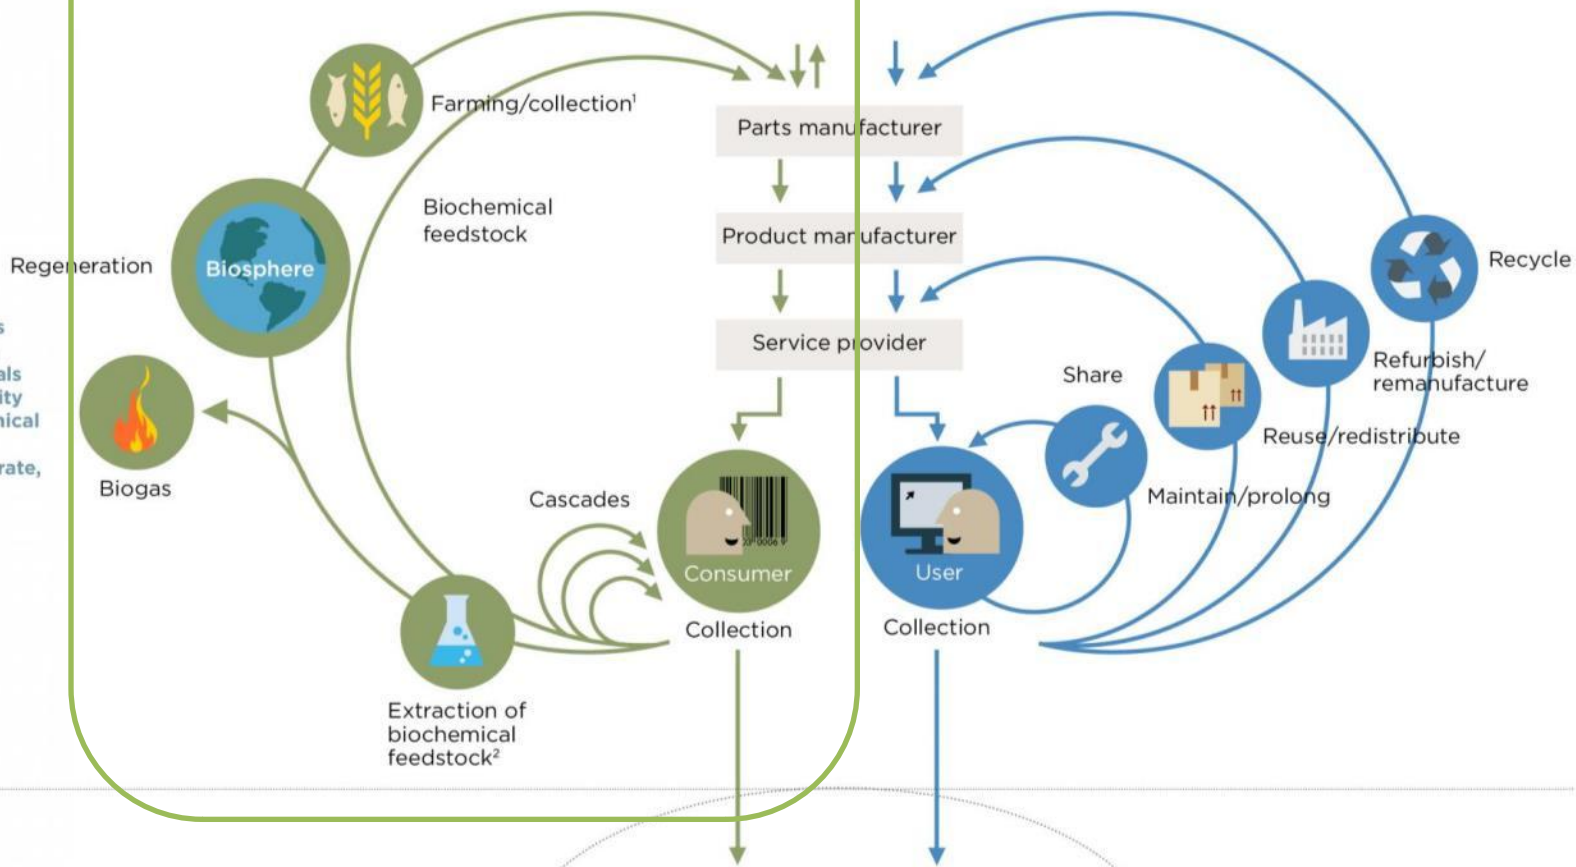 Farming/collection¹
Parts manufacturer
Biochemical
feedstock
Product manufacturer
Regeneration
Biosphere
Recycle
Service provider
Share
Refurbish/
remanufacture
Reuse/redistribute
Biogas
Cascades
Maintain/prolong
Consumer
User
Collection
Collection
Extraction of
biochemical
feedstock²